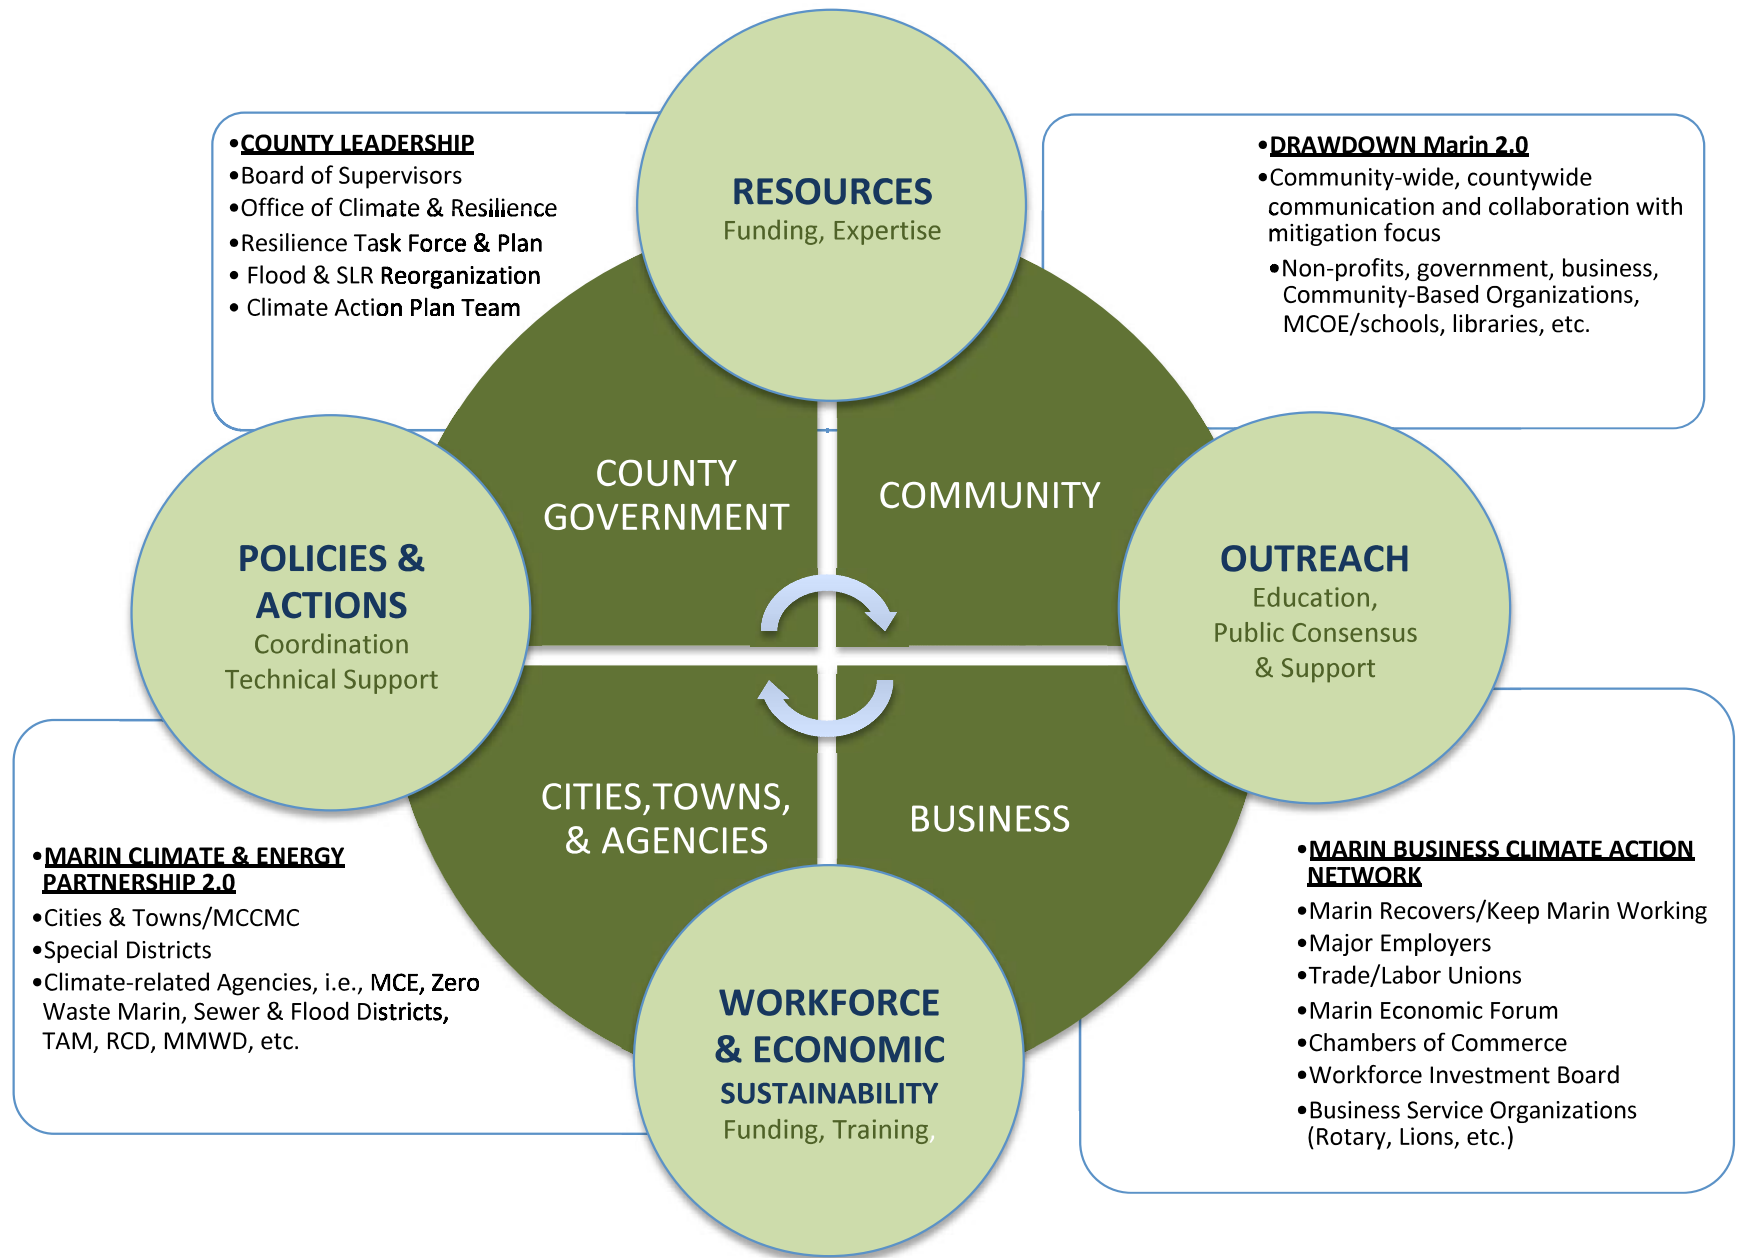 RESOURCES
Funding, Expertise
•COUNTY LEADERSHIP
•Board of Supervisors
•Office of Climate & Resilience
•Resilience Task Force & Plan
• Flood & SLR Reorganization
• Climate Action Plan Team
•DRAWDOWN Marin 2.0
•Community-wide, countywide
communication and collaboration with
mitigation focus
•Non-profits, government, business,
Community-Based Organizations,
MCOE/schools, libraries, etc.
COUNTY
GOVERNMENT
COMMUNITY
POLICIES &
ACTIONS
Coordination
Technical Support
OUTREACH
Education,
Public Consensus
& Support
CITIES,TOWNS,
& AGENCIES
BUSINESS
•MARIN CLIMATE & ENERGY
PARTNERSHIP 2.0
•Cities & Towns/MCCMC
•Special Districts
•Climate-related Agencies, i.e., MCE, Zero
Waste Marin, Sewer & Flood Districts,
TAM, RCD, MMWD, etc.
WORKFORCE
& ECONOMIC
SUSTAINABILITY
Funding, Training,
•MARIN BUSINESS CLIMATE ACTION
NETWORK
•Marin Recovers/Keep Marin Working
•Major Employers
•Trade/Labor Unions
•Marin Economic Forum
•Chambers of Commerce
•Workforce Investment Board
•Business Service Organizations
(Rotary, Lions, etc.)